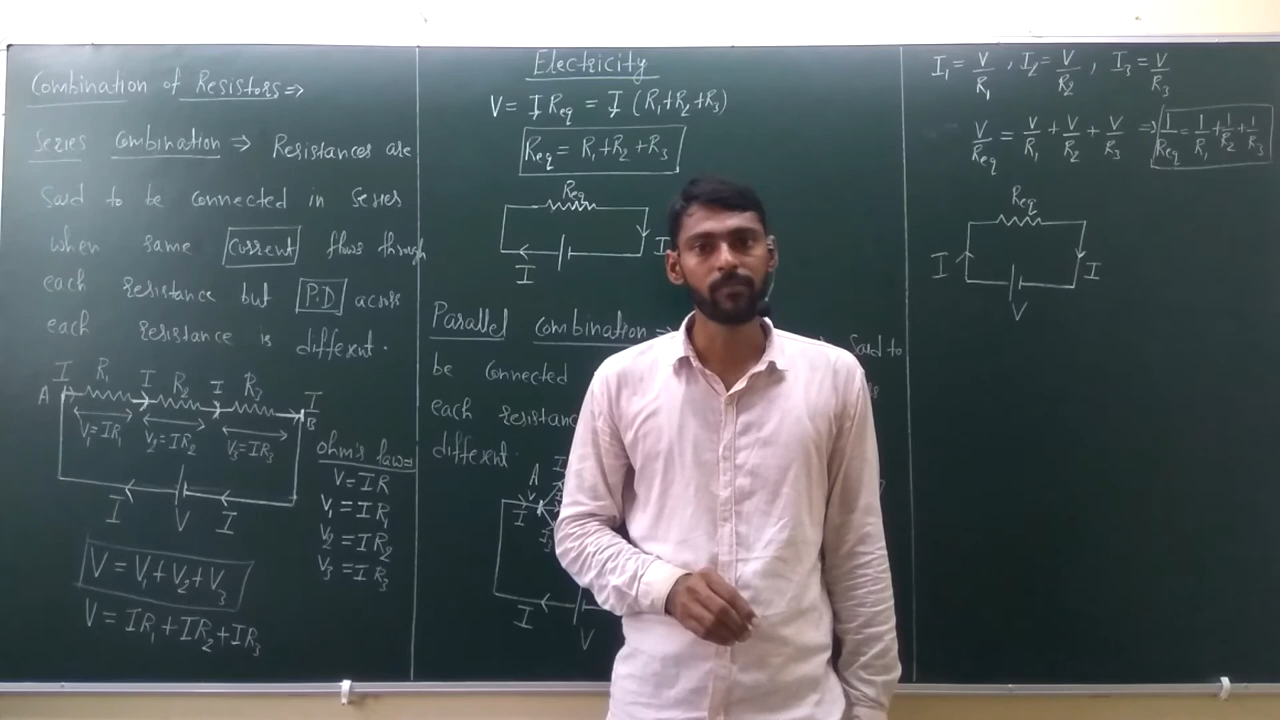 Combination of Resistors ⇒
Series Combination ⇒ Resistances are
Said to be Connected in Series
when same Current flows through
each resistance but P.D across
each resistance is different.
I R₁ I R₂ I R₃ I
A B
V₁=IR₁ V₂=IR₂ V₃=IR₃
I V I
V = V₁+V₂+V₃
V = IR₁+IR₂+IR₃
ohm's law⇒
V=IR
V₁=IR₁
V₂=IR₂
V₃=IR₃
Electricity
V= I Req = I (R₁+R₂+R₃)
Req = R₁+R₂+R₃
Req
I
I
Parallel Combination ⇒ Said to
be Connected
each
different.
A
I
I₃
I
V
I₁= V/R₁ , I₂= V/R₂ , I₃= V/R₃
V/Req = V/R₁ + V/R₂ + V/R₃ ⇒ 1/Req = 1/R₁ + 1/R₂ + 1/R₃
Req
I I
V